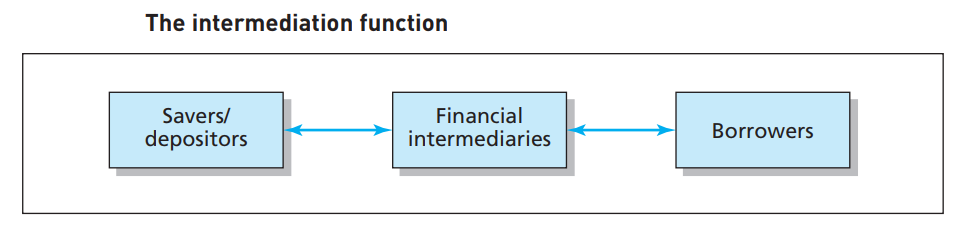 The intermediation function
Savers/
depositors
Financial
intermediaries
Borrowers